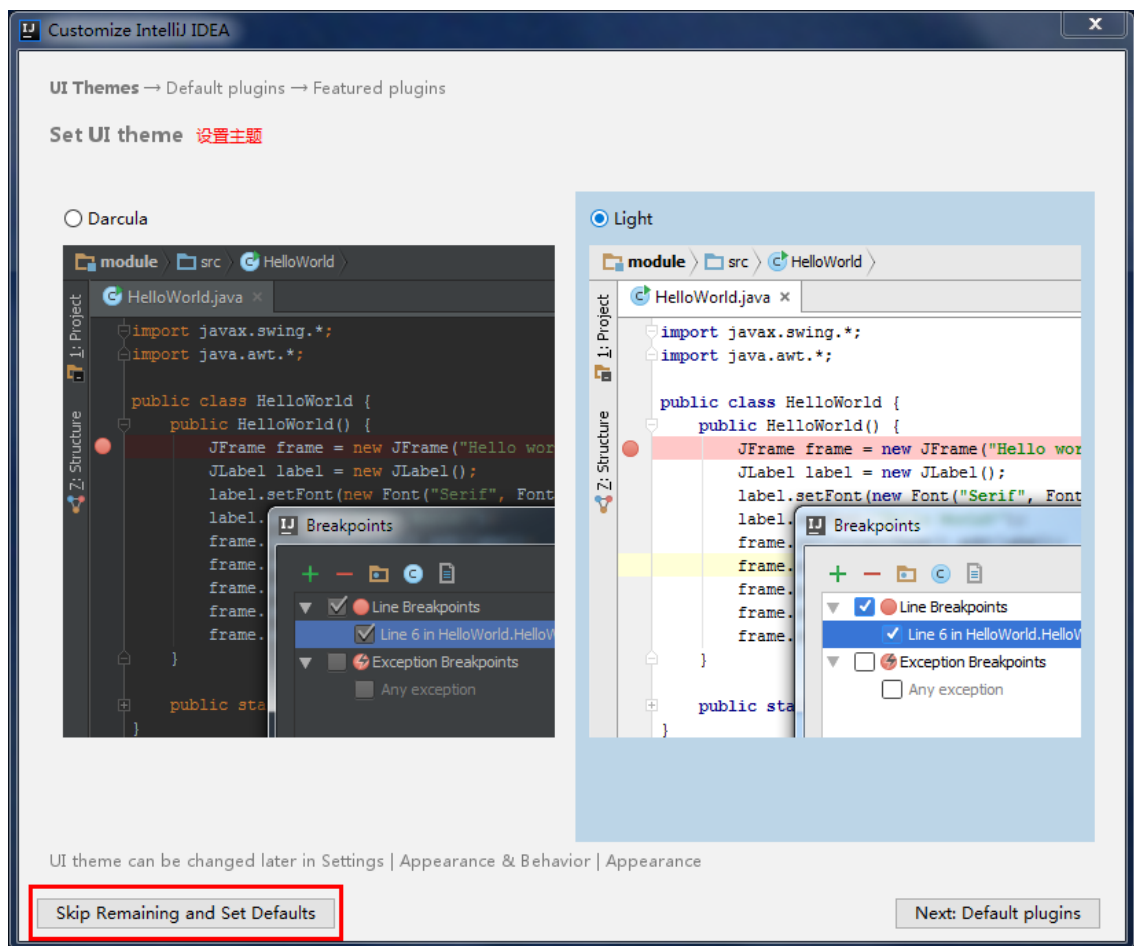 Customize IntelliJ IDEA
UI Themes → Default plugins → Featured plugins
Set UI theme 设置主题
Darcula
module src HelloWorld
HelloWorld.java ×
1: Project
Z: Structure
import javax.swing.*;
import java.awt.*;
public class HelloWorld {
public HelloWorld() {
JFrame frame = new JFrame("Hello wor
JLabel label = new JLabel();
label.setFont(new Font("Serif", Font
label.
frame.
frame.
frame.
frame.
frame.
}
public sta
}
Breakpoints
Line Breakpoints
Line 6 in HelloWorld.HelloW
Exception Breakpoints
Any exception
Light
module src HelloWorld
HelloWorld.java ×
1: Project
Z: Structure
import javax.swing.*;
import java.awt.*;
public class HelloWorld {
public HelloWorld() {
JFrame frame = new JFrame("Hello wor
JLabel label = new JLabel();
label.setFont(new Font("Serif", Font
label.
frame.
frame.
frame.
frame.
frame.
}
public sta
}
Breakpoints
Line Breakpoints
Line 6 in HelloWorld.HelloW
Exception Breakpoints
Any exception
UI theme can be changed later in Settings | Appearance & Behavior | Appearance
Skip Remaining and Set Defaults
Next: Default plugins